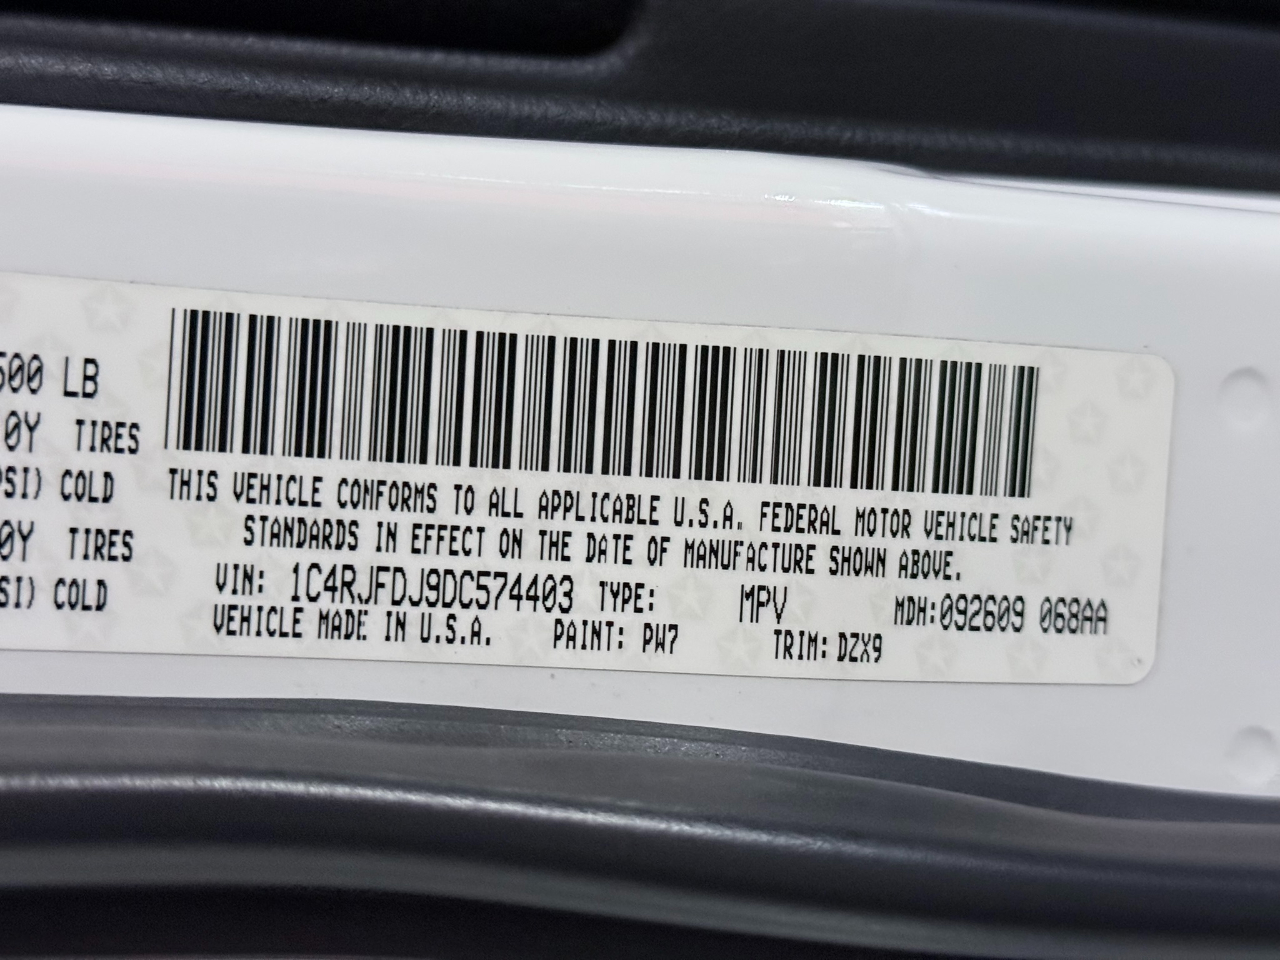 500 LB
0Y TIRES
PSI) COLD
0Y TIRES
SI) COLD
THIS VEHICLE CONFORMS TO ALL APPLICABLE U.S.A. FEDERAL MOTOR VEHICLE SAFETY
STANDARDS IN EFFECT ON THE DATE OF MANUFACTURE SHOWN ABOVE.
VIN: 1C4RJFDJ9DC574403 TYPE: MPV MDH:092609 068AA
VEHICLE MADE IN U.S.A. PAINT: PW7 TRIM: DZX9